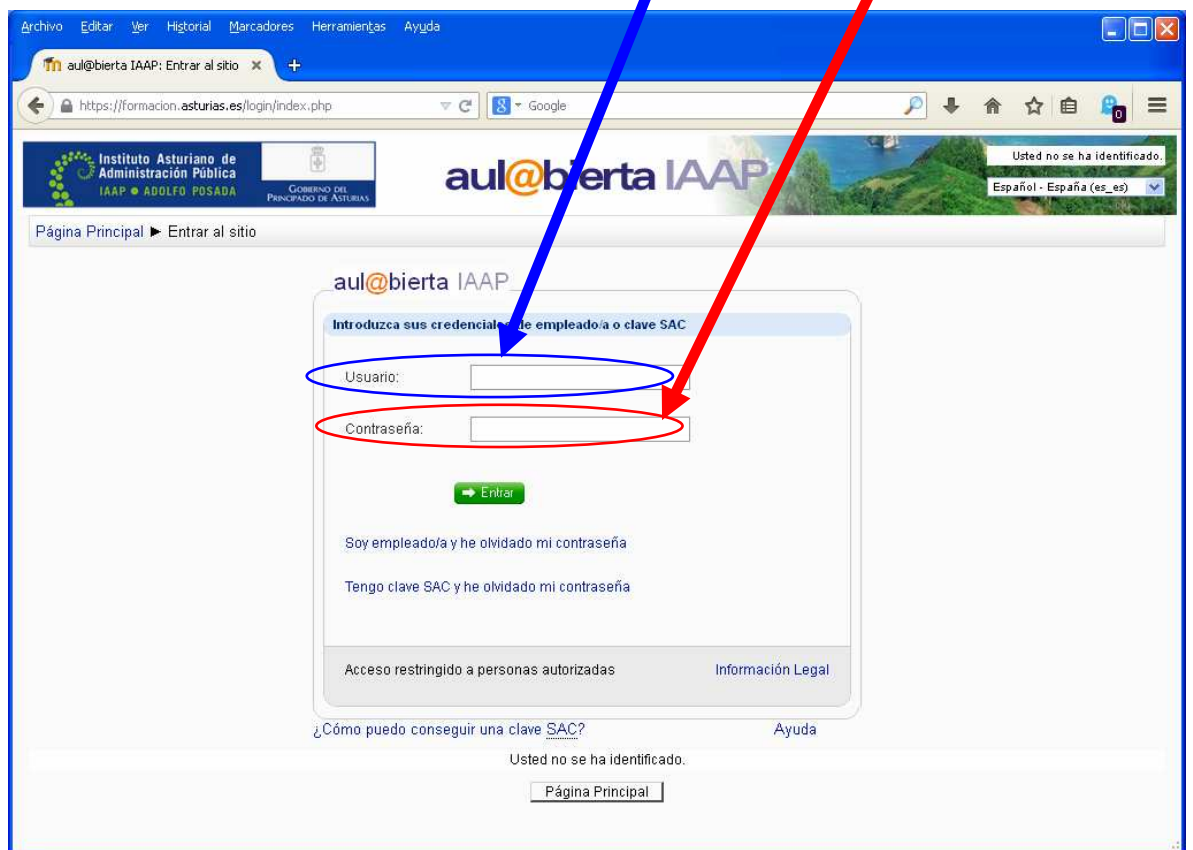 Archivo Editar Ver Historial Marcadores Herramientas Ayuda
aul@bierta IAAP: Entrar al sitio
https://formacion.asturias.es/login/index.php
8 Google
0
Instituto Asturiano de
Administración Pública
IAAP ● ADOLFO POSADA
GOBIERNO DEL
PRINCIPADO DE ASTURIAS
aul@bierta IAAP
Usted no se ha identificado.
Español - España (es_es)
Página Principal ► Entrar al sitio
aul@bierta IAAP
Introduzca sus credenciales de empleado/a o clave SAC
Usuario:
Contraseña:
Entrar
Soy empleado/a y he olvidado mi contraseña
Tengo clave SAC y he olvidado mi contraseña
Acceso restringido a personas autorizadas Información Legal
¿Cómo puedo conseguir una clave SAC? Ayuda
Usted no se ha identificado.
Página Principal